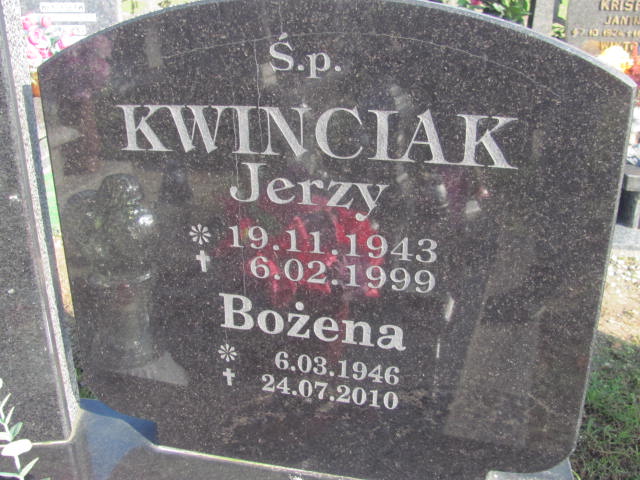 Ś.p.
KWINCIAK
Jerzy
* 19.11.1943
✝ 6.02.1999
Bożena
* 6.03.1946
✝ 24.07.2010